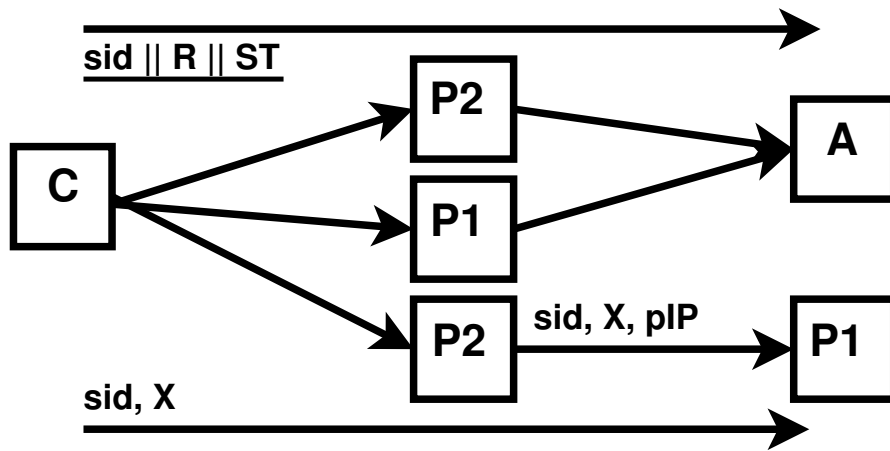 sid || R || ST
P2
A
C
P1
sid, X, pIP
P2
P1
sid, X